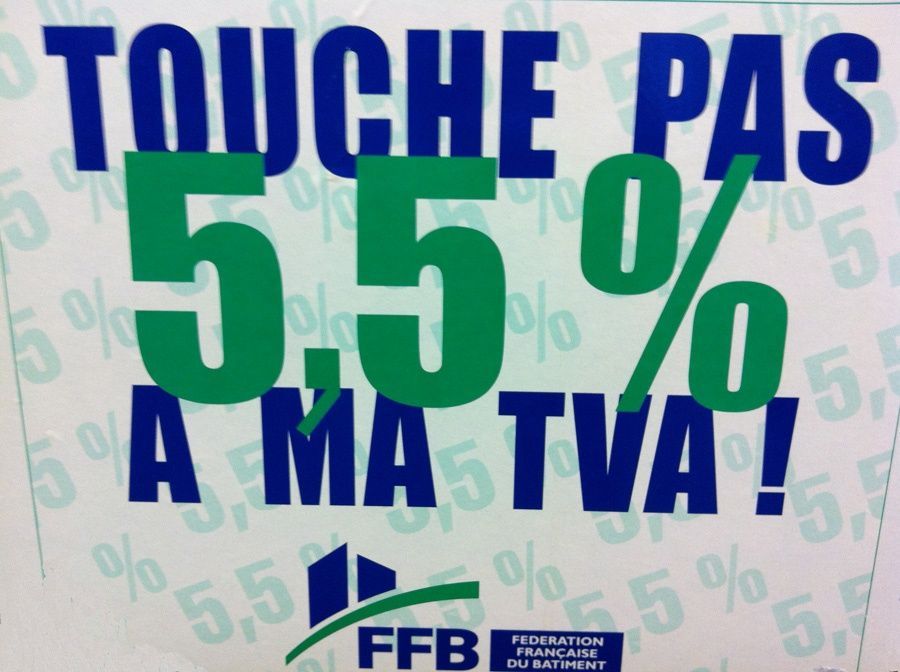 TOUCHE PAS
5,5%
A MA TVA !
FFB
FEDERATION
FRANÇAISE
DU BATIMENT